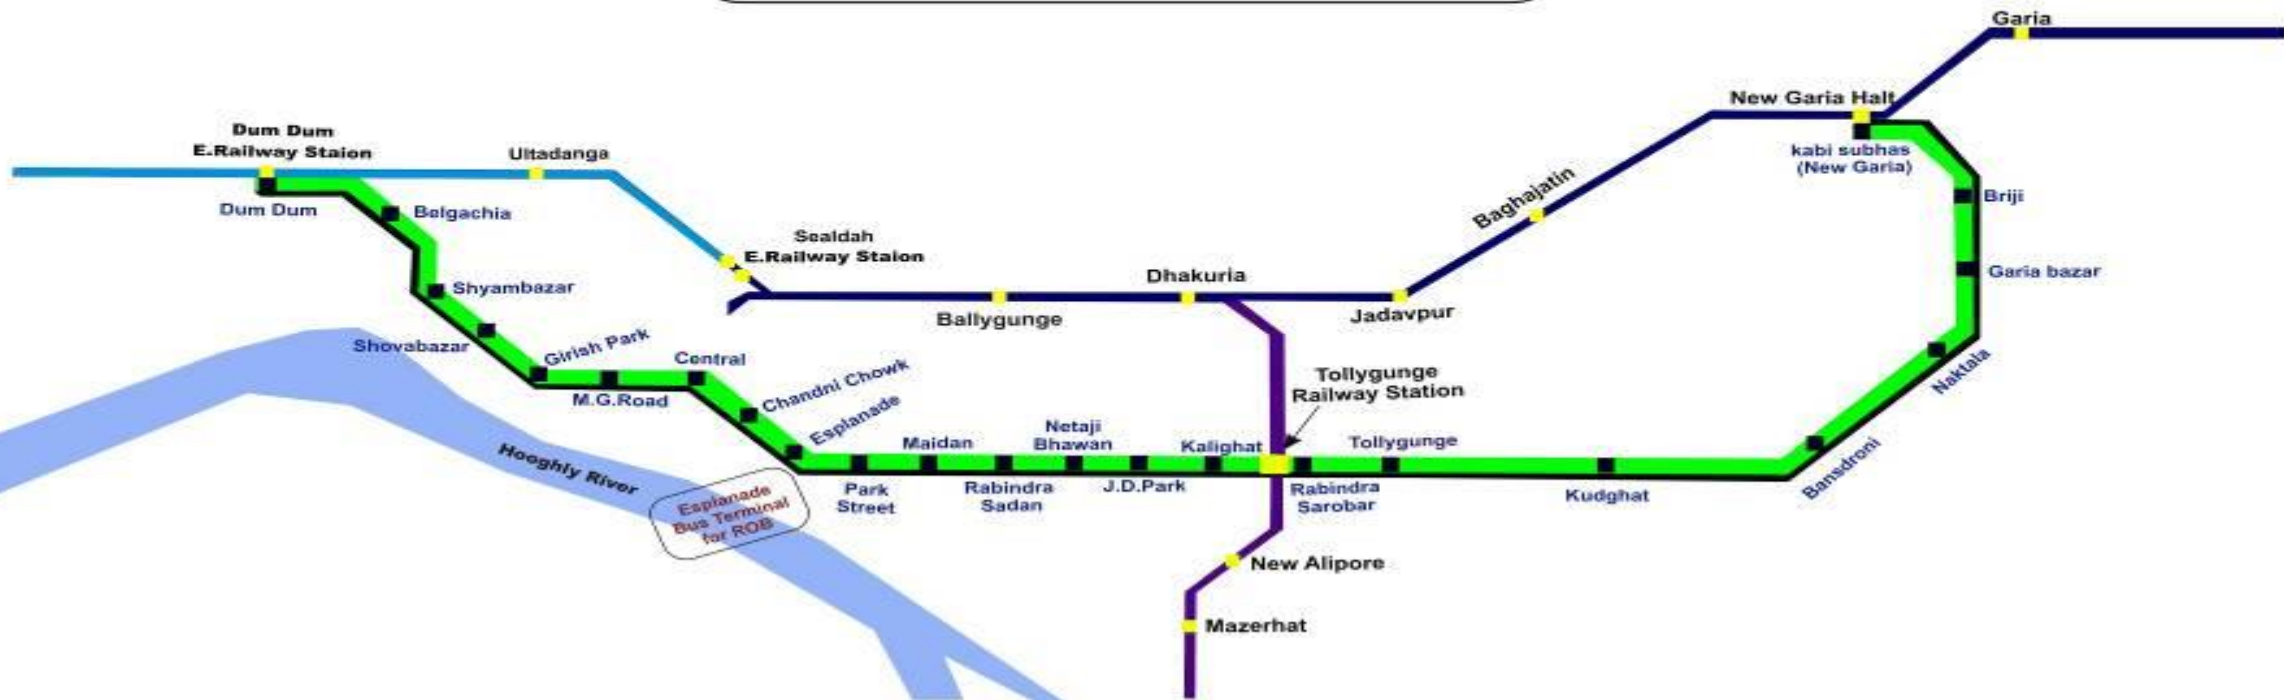 Garia
New Garia Halt
Dum Dum
E.Railway Staion
Ultadanga
kabi subhas
(New Garia)
Baghajatin
Briji
Dum Dum
Belgachia
Sealdah
E.Railway Staion
Dhakuria
Garia bazar
Shyambazar
Ballygunge
Jadavpur
Shovabazar
Girish Park
Central
Naktala
Tollygunge
Railway Station
M.G.Road
Chandni Chowk
Esplanade
Maidan
Netaji
Bhawan
Kalighat
Tollygunge
Hooghly River
Esplanade
Bus Terminal
for ROB
Park
Street
Rabindra
Sadan
J.D.Park
Rabindra
Sarobar
Kudghat
Bansdroni
New Alipore
Mazerhat